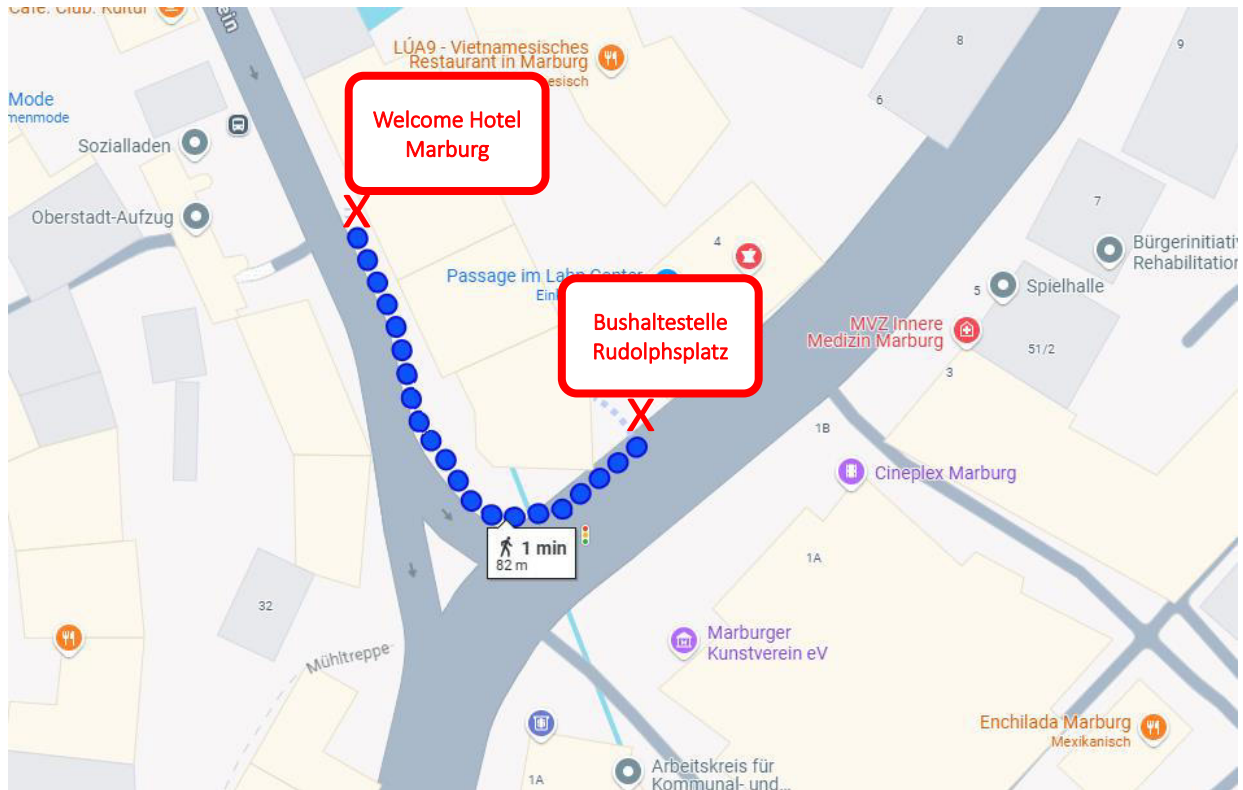 Café. Club. Kultur
LÚA9 - Vietnamesisches
Restaurant in Marburg
8
9
6
Mode
Welcome Hotel
Marburg
Sozialladen
7
Oberstadt-Aufzug
X
4
Passage im Lahn Center
5
Spielhalle
Bushaltestelle
Rudolphsplatz
MVZ Innere
Medizin Marburg
51/2
3
X
1B
Cineplex Marburg
1 min
82 m
1A
32
Mühltreppe
Marburger
Kunstverein eV
Enchilada Marburg
Mexikanisch
1A
Arbeitskreis für
Kommunal- und...